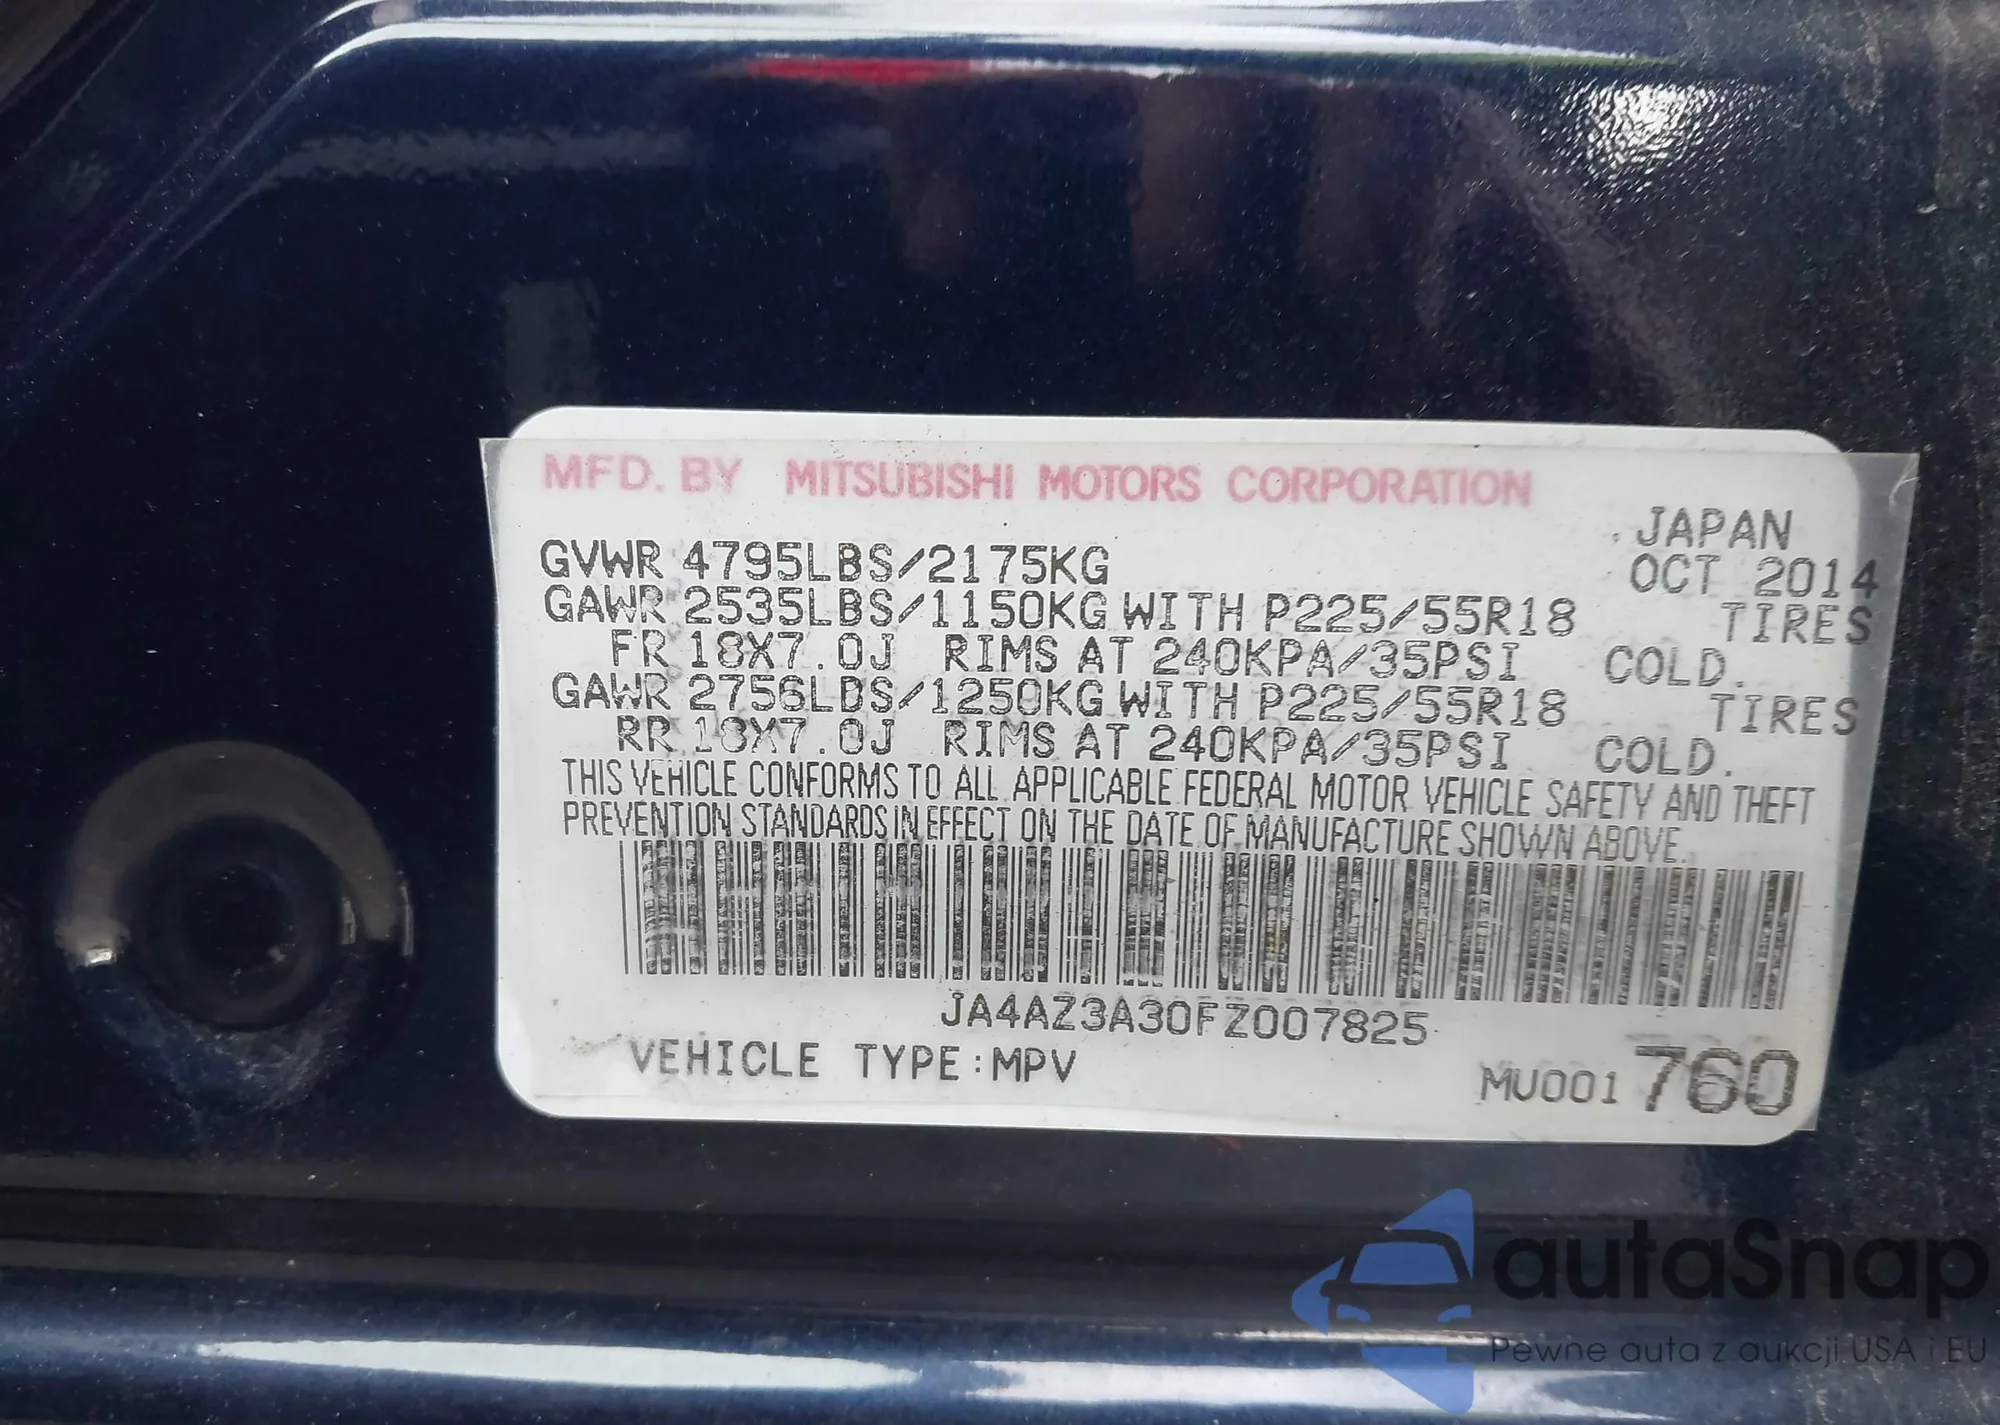 MFD. BY MITSUBISHI MOTORS CORPORATION
JAPAN
GVWR 4795LBS/2175KG OCT 2014
GAWR 2535LBS/1150KG WITH P225/55R18 TIRES
FR 18X7.0J RIMS AT 240KPA/35PSI COLD.
GAWR 2756LBS/1250KG WITH P225/55R18 TIRES
RR 18X7.0J RIMS AT 240KPA/35PSI COLD.
THIS VEHICLE CONFORMS TO ALL APPLICABLE FEDERAL MOTOR VEHICLE SAFETY AND THEFT
PREVENTION STANDARDS IN EFFECT ON THE DATE OF MANUFACTURE SHOWN ABOVE.
JA4AZ3A30FZ007825
VEHICLE TYPE:MPV MU001 760
autaSnap
Pewne auta z aukcji USA i EU